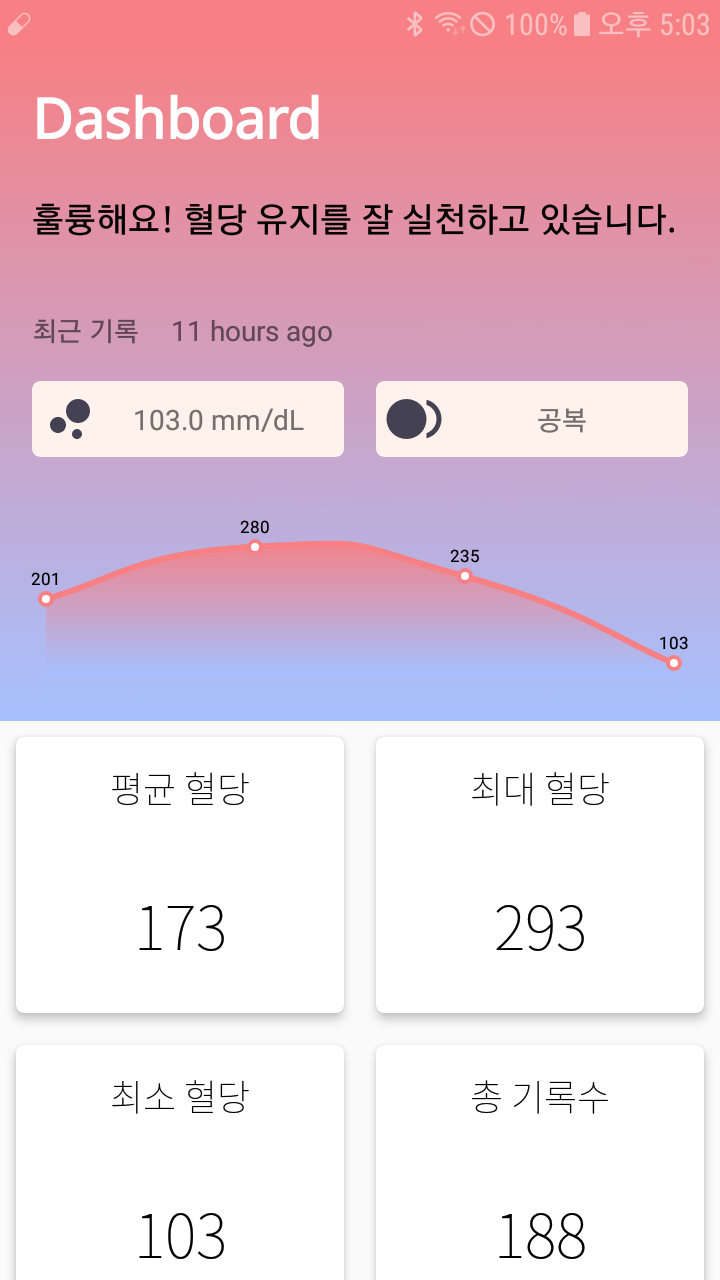 100% 오후 5:03
Dashboard
훌륭해요! 혈당 유지를 잘 실천하고 있습니다.
최근 기록 11 hours ago
103.0 mm/dL 공복
280
235
201
103
평균 혈당 최대 혈당
173 293
최소 혈당 총 기록수
103 188